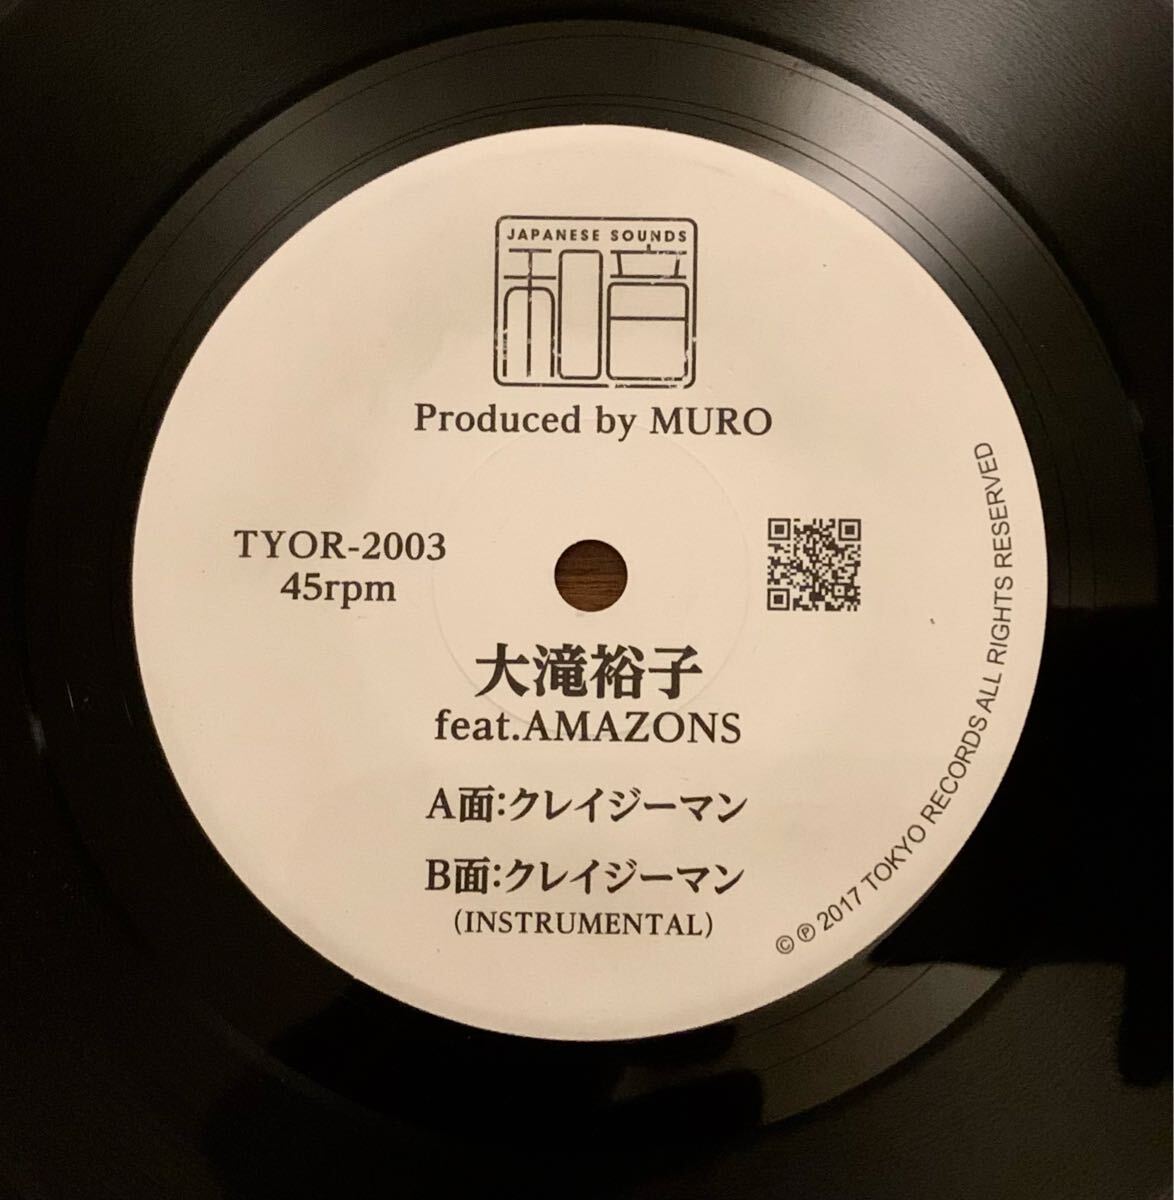 JAPANESE SOUNDS
和音
Produced by MURO
TYOR-2003
45rpm
大滝裕子
feat.AMAZONS
A面:クレイジーマン
B面:クレイジーマン
(INSTRUMENTAL)
©℗2017 TOKYO RECORDS ALL RIGHTS RESERVED